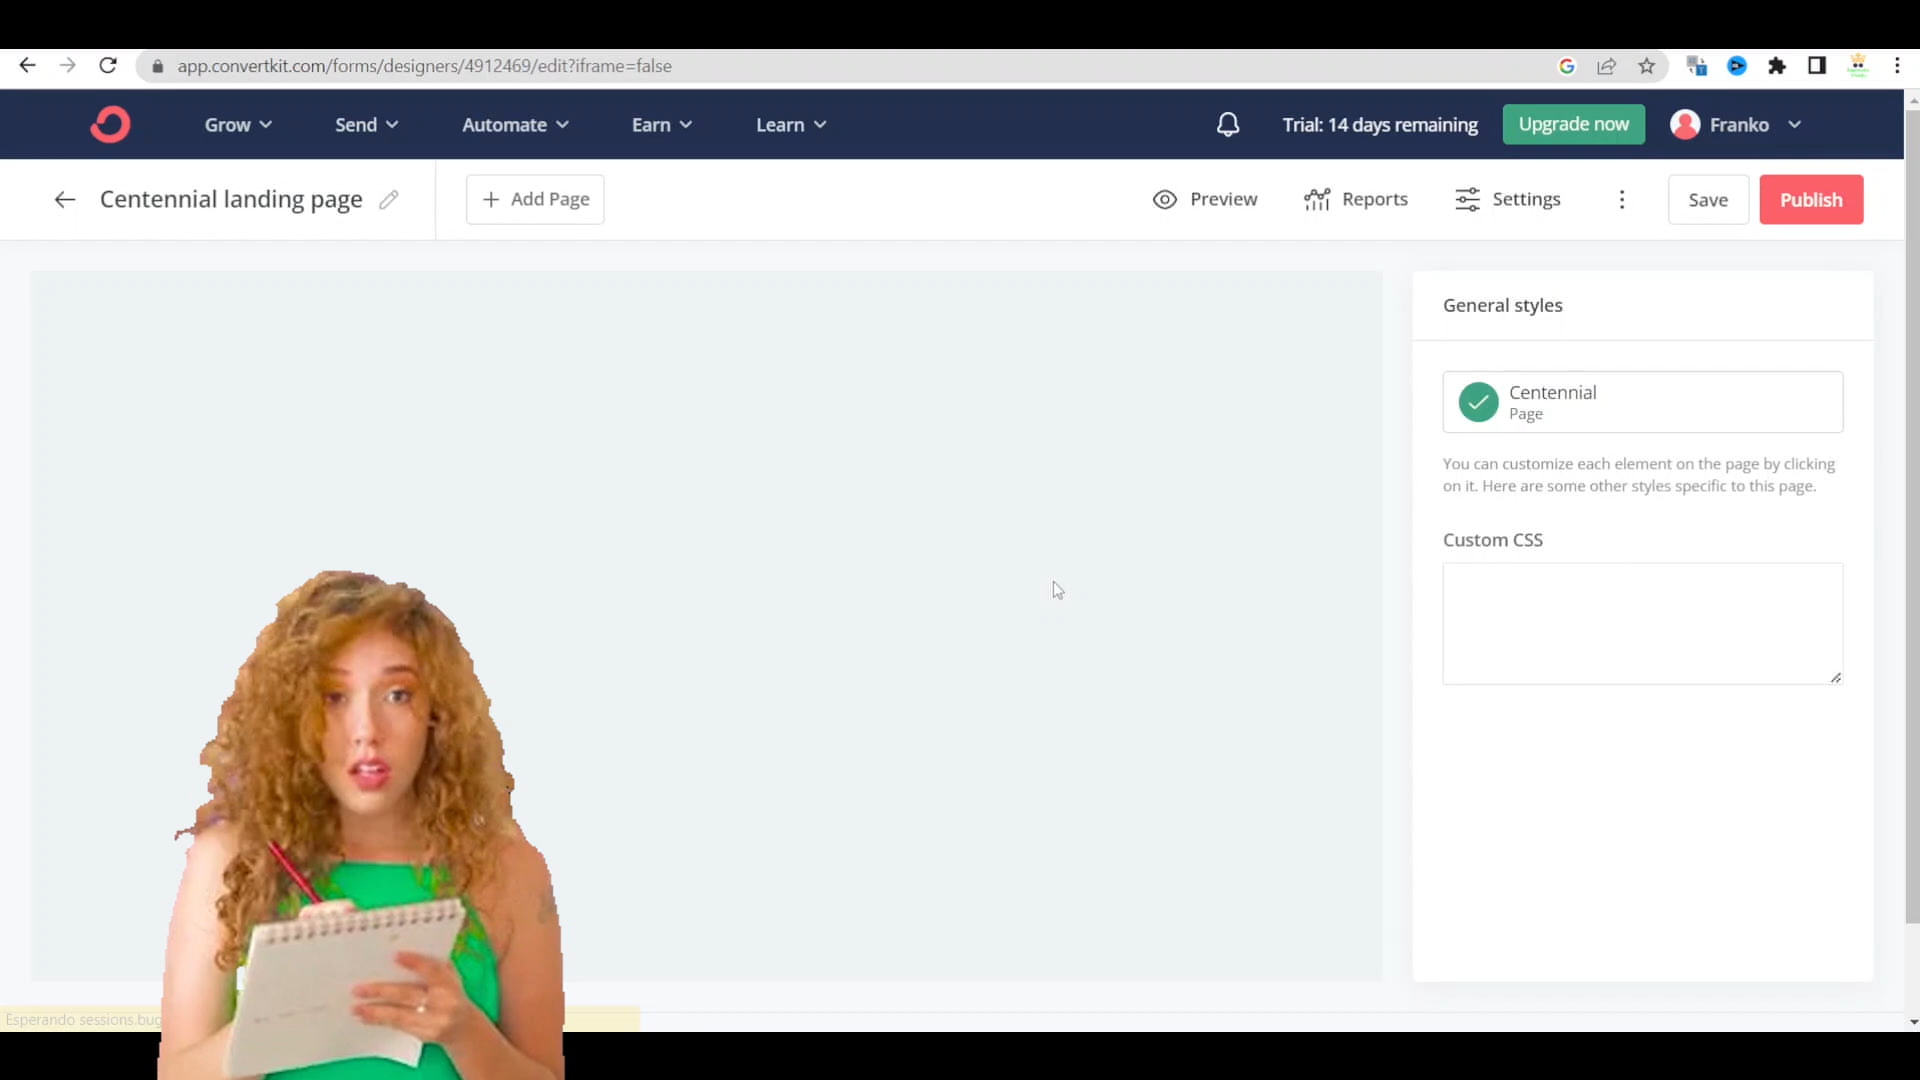 app.convertkit.com/forms/designers/4912469/edit?iframe=false
Grow Send Automate Earn Learn Trial: 14 days remaining Upgrade now Franko
Centennial landing page + Add Page Preview Reports Settings Save Publish
General styles
Centennial
Page
You can customize each element on the page by clicking
on it. Here are some other styles specific to this page.
Custom CSS
Esperando sessions.bug